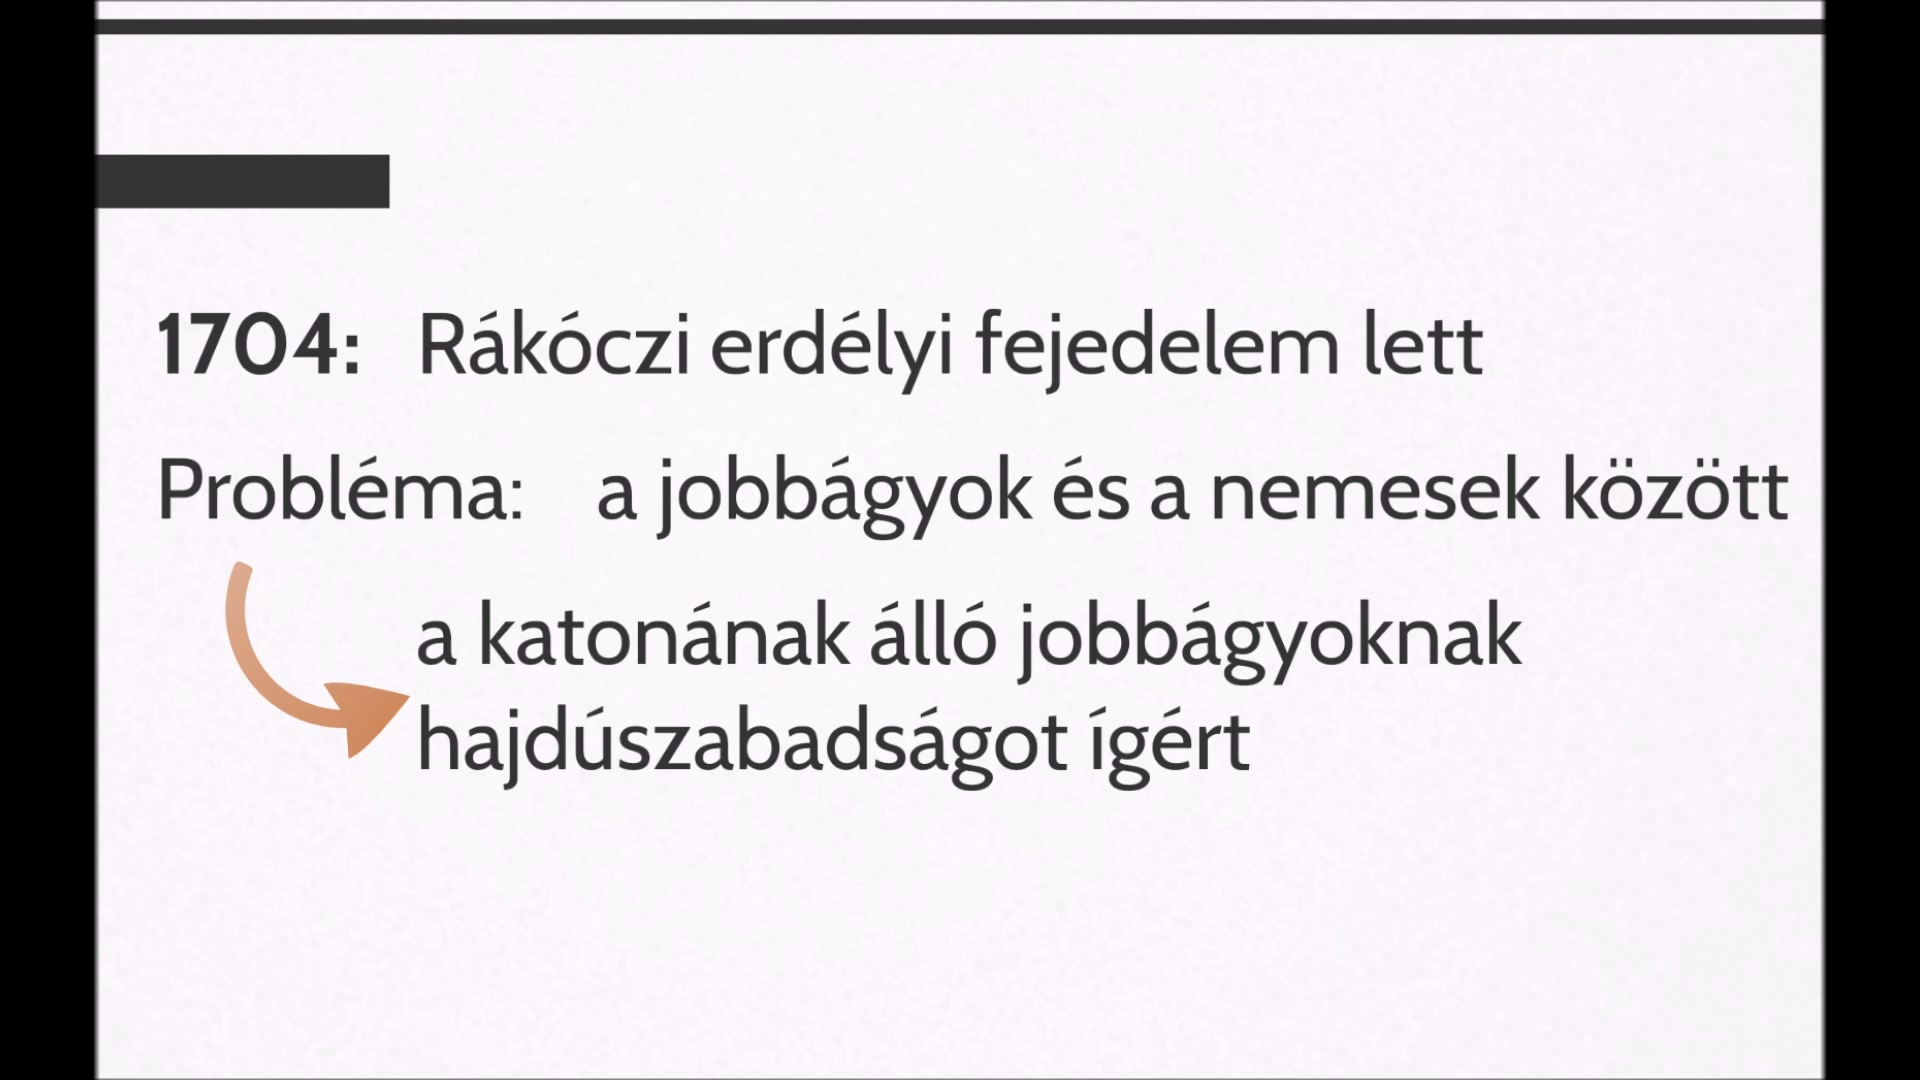 1704: Rákóczi erdélyi fejedelem lett
Probléma: a jobbágyok és a nemesek között
a katonának álló jobbágyoknak
hajdúszabadságot ígért